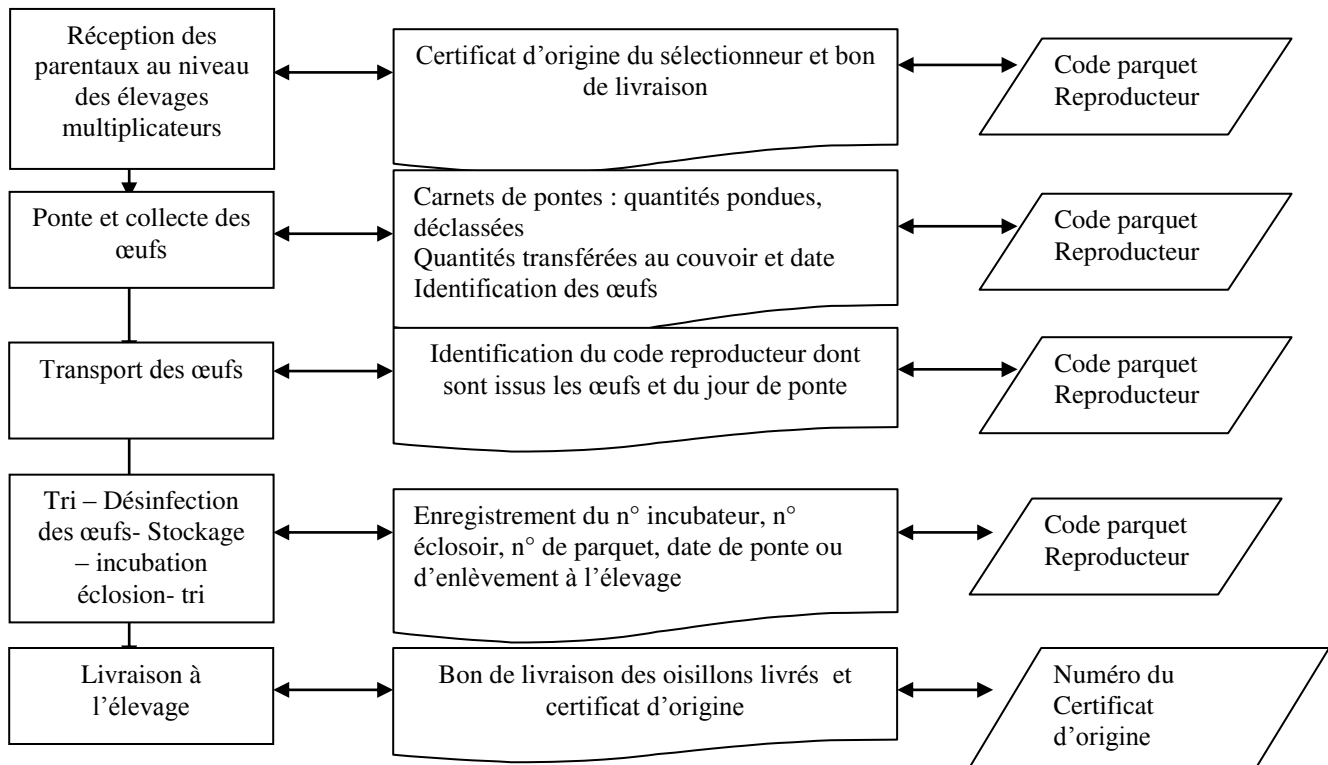 Réception des
parentaux au niveau
des élevages
multiplicateurs
Certificat d’origine du sélectionneur et bon
de livraison
Code parquet
Reproducteur
Ponte et collecte des
œufs
Carnets de pontes : quantités pondues,
déclassées
Quantités transférées au couvoir et date
Identification des œufs
Code parquet
Reproducteur
Transport des œufs
Identification du code reproducteur dont
sont issus les œufs et du jour de ponte
Code parquet
Reproducteur
Tri – Désinfection
des œufs- Stockage
– incubation
éclosion- tri
Enregistrement du n° incubateur, n°
éclosoir, n° de parquet, date de ponte ou
d’enlèvement à l’élevage
Code parquet
Reproducteur
Livraison à
l’élevage
Bon de livraison des oisillons livrés et
certificat d’origine
Numéro du
Certificat
d’origine